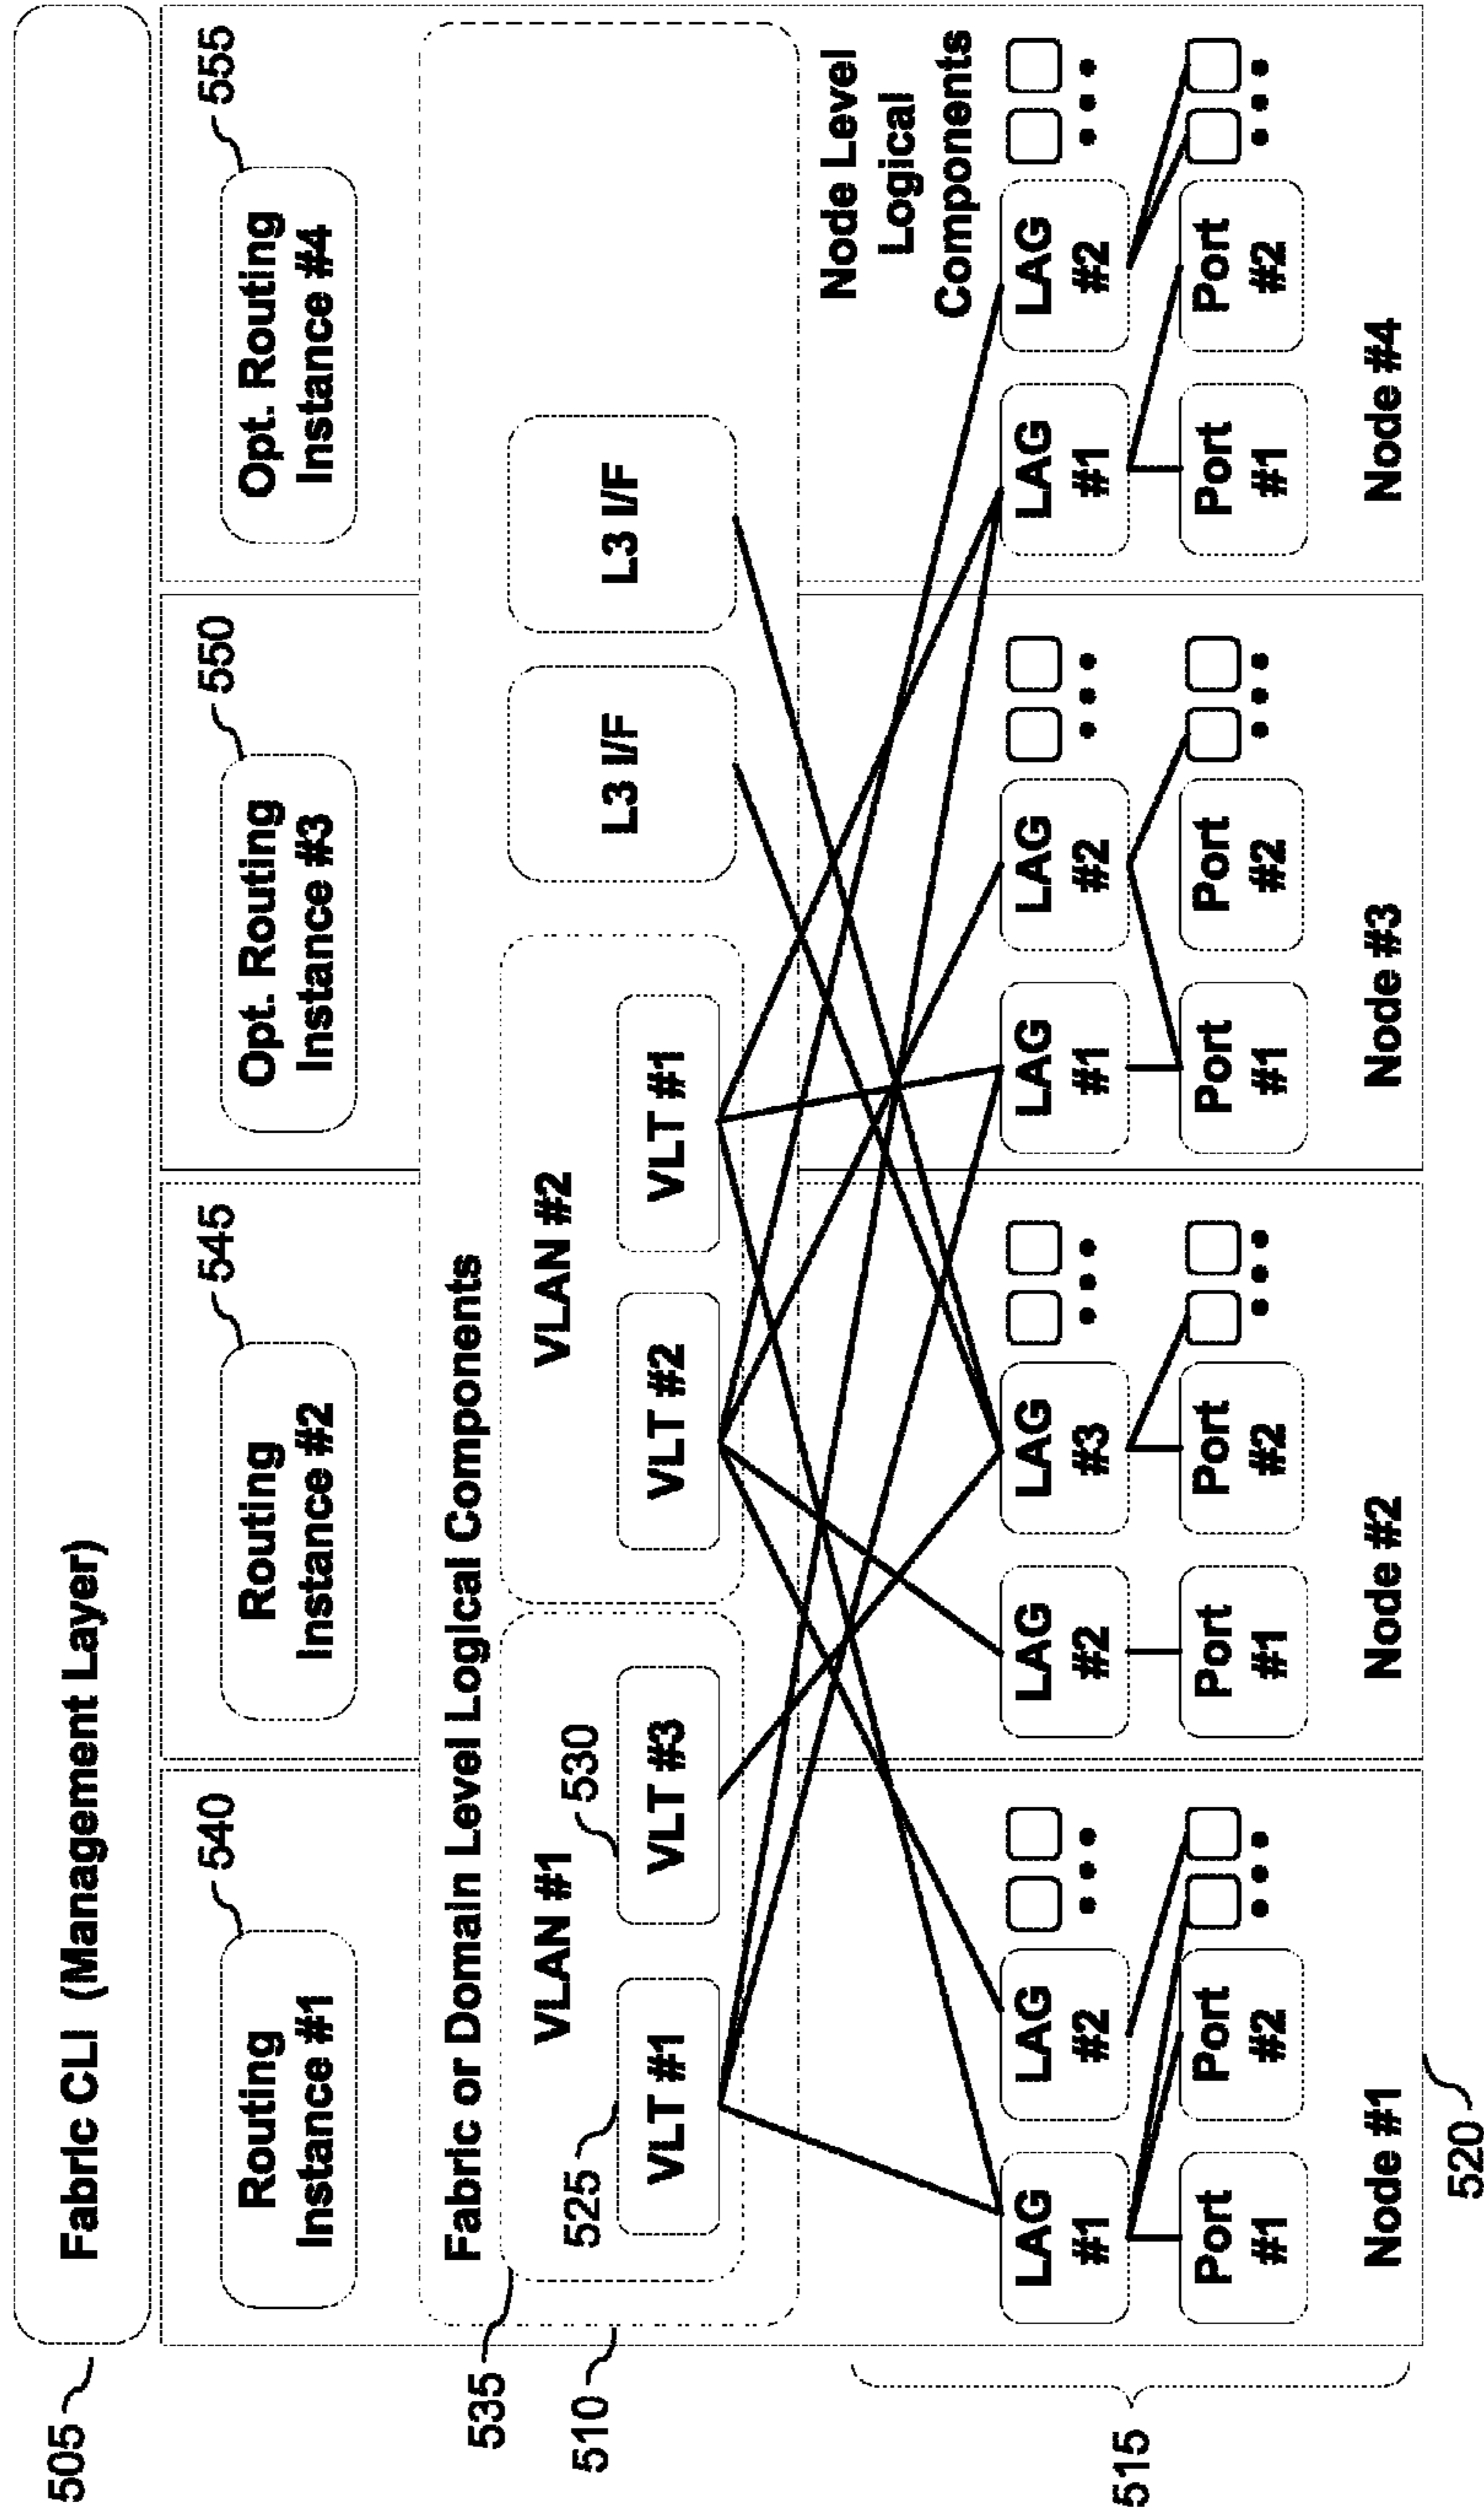 505
Fabric CLI (Management Layer)
540
545
550
555
Routing
Instance #1
Routing
Instance #2
Opt. Routing
Instance #3
Opt. Routing
Instance #4
535
510
Fabric or Domain Level Logical Components
VLAN #1
VLAN #2
525
530
VLT #1
VLT #3
VLT #2
VLT #1
L3 I/F
L3 I/F
Node Level
Logical
Components
515
LAG
#1
LAG
#2
LAG
#2
LAG
#3
LAG
#1
LAG
#2
LAG
#1
LAG
#2
Port
#1
Port
#2
Port
#1
Port
#2
Port
#1
Port
#2
Port
#1
Port
#2
Node #1
Node #2
Node #3
Node #4
520